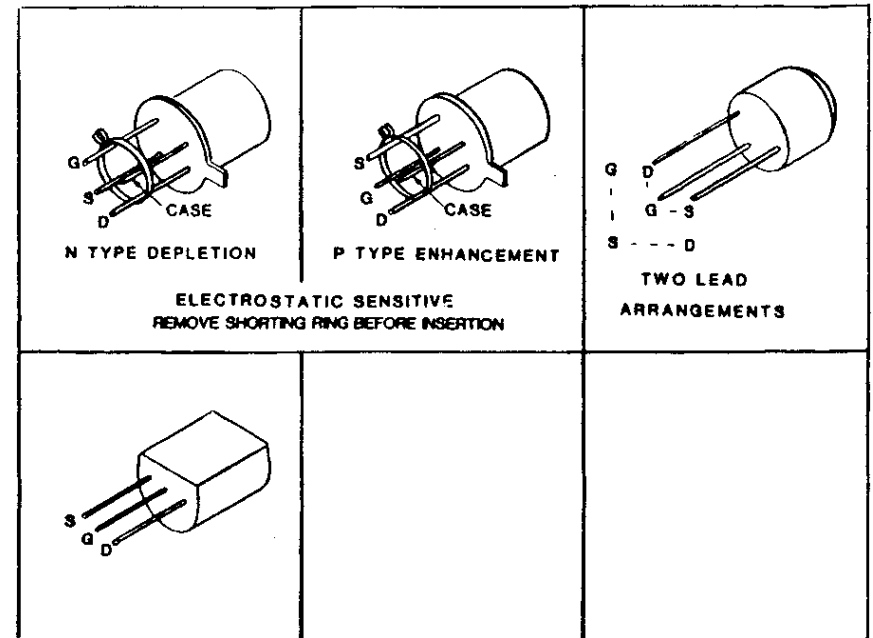 G
S
D
CASE
N TYPE DEPLETION
S
G
D
CASE
P TYPE ENHANCEMENT
ELECTROSTATIC SENSITIVE
REMOVE SHORTING RING BEFORE INSERTION
G D
G - S
S - - - D
TWO LEAD
ARRANGEMENTS
S
G
D